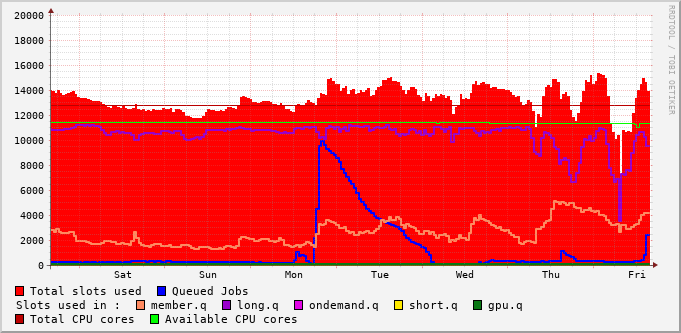 RRDTOOL / TOBI OETIKER
20000
18000
16000
14000
12000
10000
8000
6000
4000
2000
0
Sat Sun Mon Tue Wed Thu Fri
Total slots used Queued Jobs
Slots used in : member.q long.q ondemand.q short.q gpu.q
Total CPU cores Available CPU cores